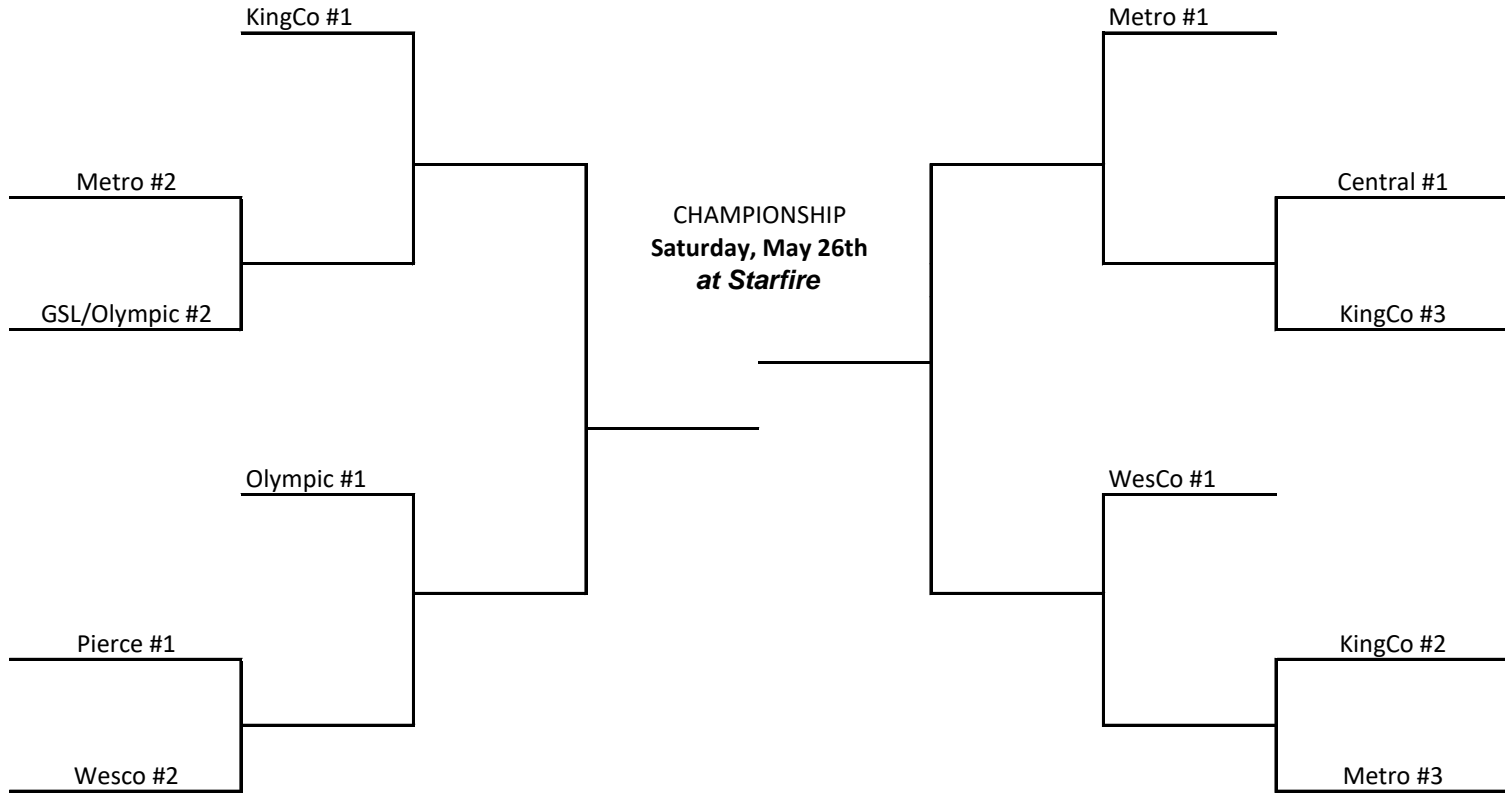 KingCo #1
Metro #1
Metro #2
Central #1
CHAMPIONSHIP
Saturday, May 26th
at Starfire
GSL/Olympic #2
KingCo #3
Olympic #1
WesCo #1
Pierce #1
KingCo #2
Wesco #2
Metro #3